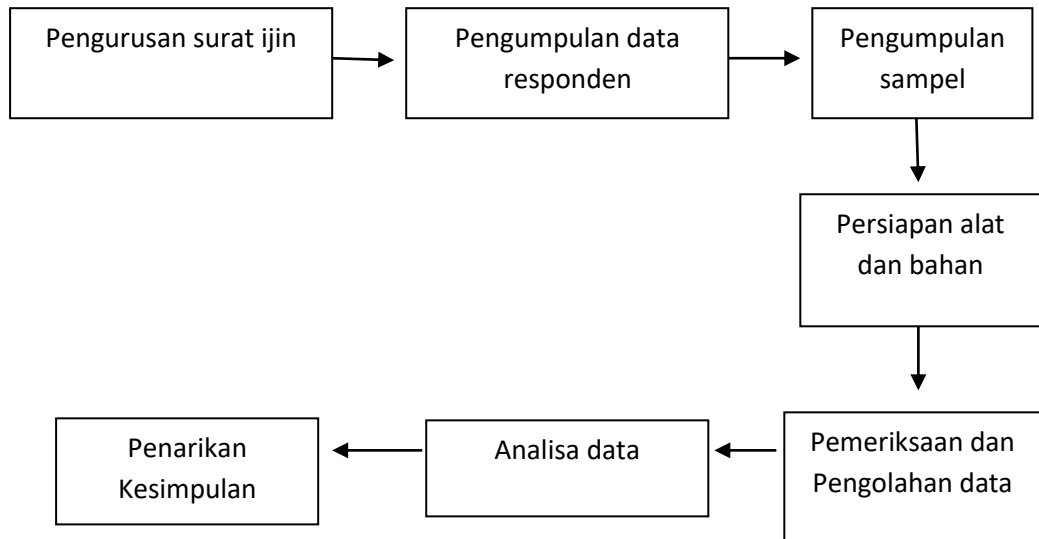 Pengurusan surat ijin
Pengumpulan data
responden
Pengumpulan
sampel
Persiapan alat
dan bahan
Pemeriksaan dan
Pengolahan data
Analisa data
Penarikan
Kesimpulan